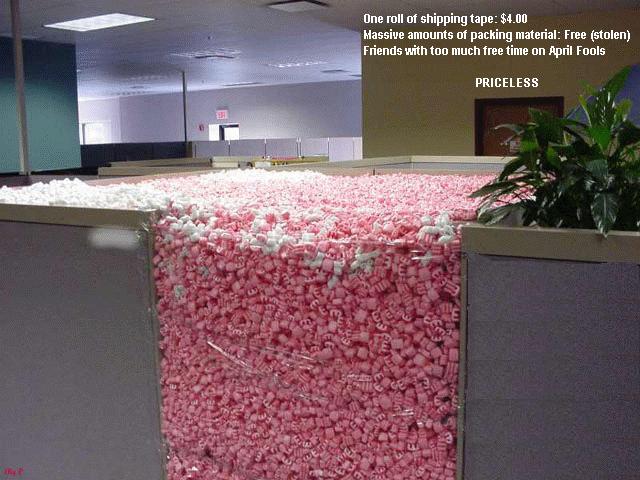 One roll of shipping tape: $4.00
Massive amounts of packing material: Free (stolen)
Friends with too much free time on April Fools
PRICELESS
EXIT